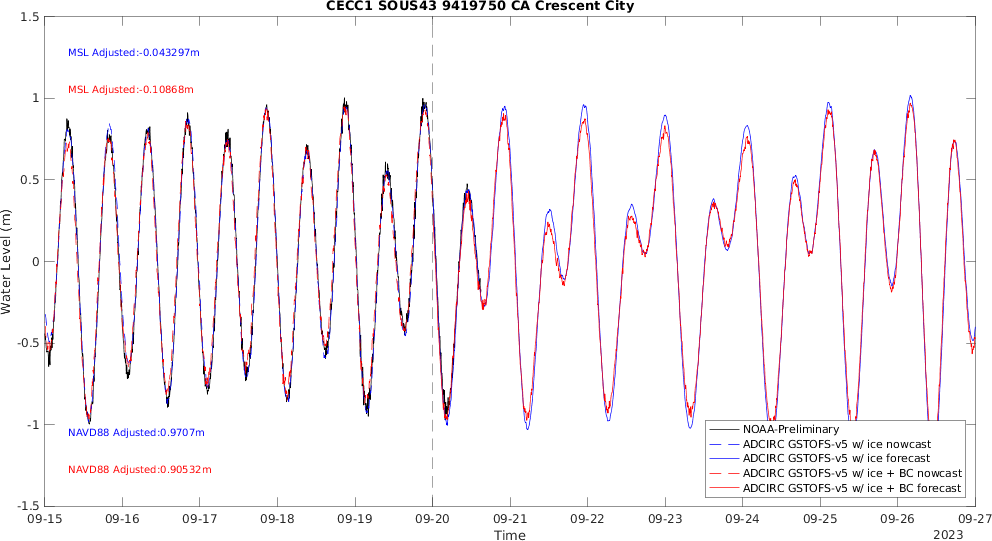 CECC1 SOUS43 9419750 CA Crescent City
1.5
1
0.5
0
-0.5
-1
-1.5
Water Level (m)
MSL Adjusted:-0.043297m
MSL Adjusted:-0.10868m
NAVD88 Adjusted:0.9707m
NAVD88 Adjusted:0.90532m
NOAA-Preliminary
ADCIRC GSTOFS-v5 w/ ice nowcast
ADCIRC GSTOFS-v5 w/ ice forecast
ADCIRC GSTOFS-v5 w/ ice + BC nowcast
ADCIRC GSTOFS-v5 w/ ice + BC forecast
09-15 09-16 09-17 09-18 09-19 09-20 09-21 09-22 09-23 09-24 09-25 09-26 09-27
Time
2023